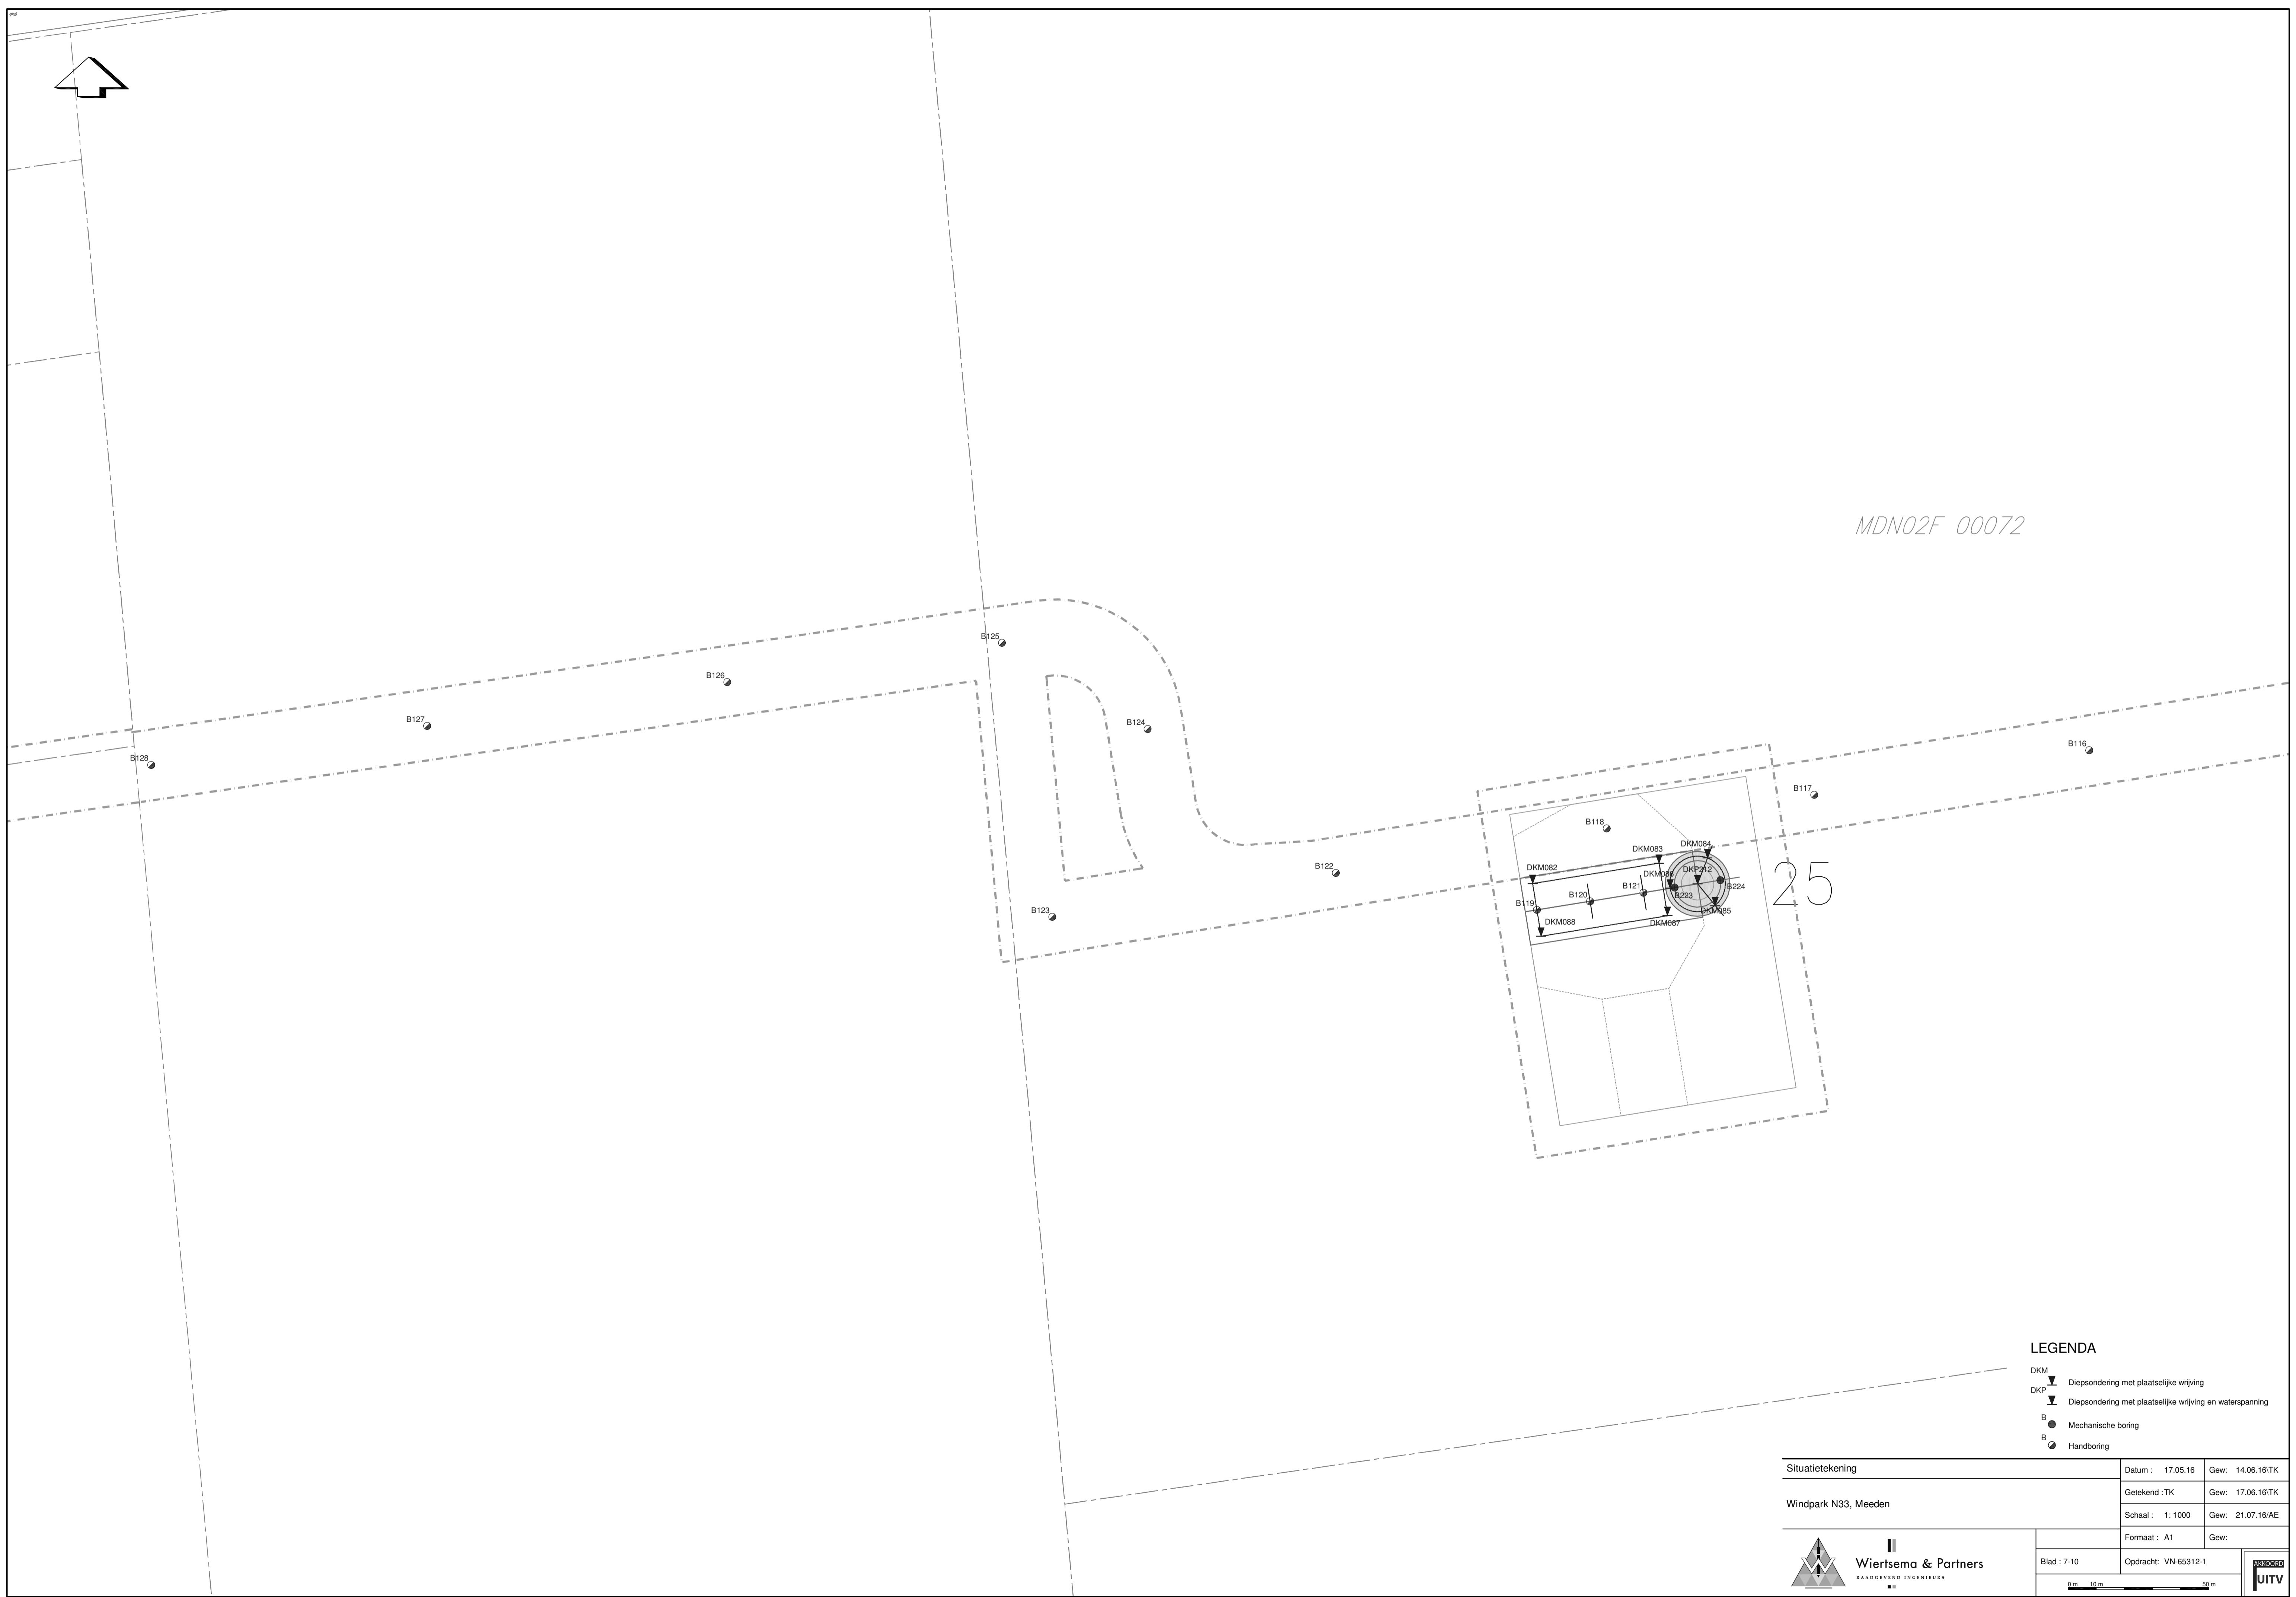 MDN02F 00072
B125
B126
B127
B124
B128
B116
B117
B118
DKM084
DKM083
DKM082
B122
DKP212
DKM086
25
B121
B224
B120
B223
B119
B123
DKM085
DKM088
DKM087
LEGENDA
DKM
Diepsondering met plaatselijke wrijving
DKP
Diepsondering met plaatselijke wrijving en waterspanning
B
Mechanische boring
B
Handboring
Situatietekening
Datum : 17.05.16 Gew: 14.06.16\TK
Getekend : TK Gew: 17.06.16\TK
Windpark N33, Meeden
Schaal : 1: 1000 Gew: 21.07.16/AE
Formaat : A1 Gew:
Wiertsema & Partners
RAADGEVEND INGENIEURS
Blad : 7-10 Opdracht: VN-65312-1
0 m 10 m 50 m
AKKOORD
UITV